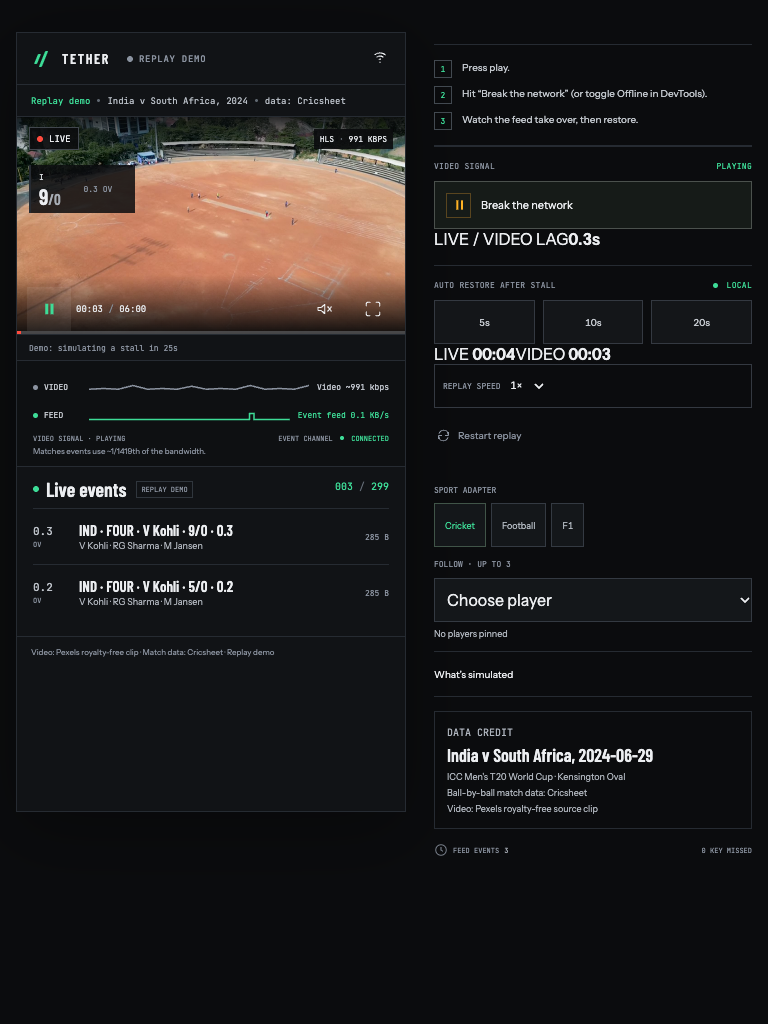 TETHER
REPLAY DEMO
Replay demo • India v South Africa, 2024 • data: Cricsheet
LIVE
HLS · 991 KBPS
I
9/0
0.3 OV
00:03 / 06:00
Demo: simulating a stall in 25s
VIDEO
Video ~991 kbps
FEED
Event feed 0.1 KB/s
VIDEO SIGNAL · PLAYING
EVENT CHANNEL • CONNECTED
Matches events use ~1/1419th of the bandwidth.
Live events
REPLAY DEMO
003 / 299
0.3
OV
IND · FOUR · V Kohli · 9/0 · 0.3
V Kohli · RG Sharma · M Jansen
285 B
0.2
OV
IND · FOUR · V Kohli · 5/0 · 0.2
V Kohli · RG Sharma · M Jansen
285 B
Video: Pexels royalty-free clip · Match data: Cricsheet · Replay demo
1 Press play.
2 Hit “Break the network” (or toggle Offline in DevTools).
3 Watch the feed take over, then restore.
VIDEO SIGNAL
PLAYING
Break the network
LIVE / VIDEO LAG0.3s
AUTO RESTORE AFTER STALL
LOCAL
5s
10s
20s
LIVE 00:04VIDEO 00:03
REPLAY SPEED 1×
Restart replay
SPORT ADAPTER
Cricket
Football
F1
FOLLOW · UP TO 3
Choose player
No players pinned
What's simulated
DATA CREDIT
India v South Africa, 2024-06-29
ICC Men's T20 World Cup · Kensington Oval
Ball-by-ball match data: Cricsheet
Video: Pexels royalty-free source clip
FEED EVENTS 3
0 KEY MISSED